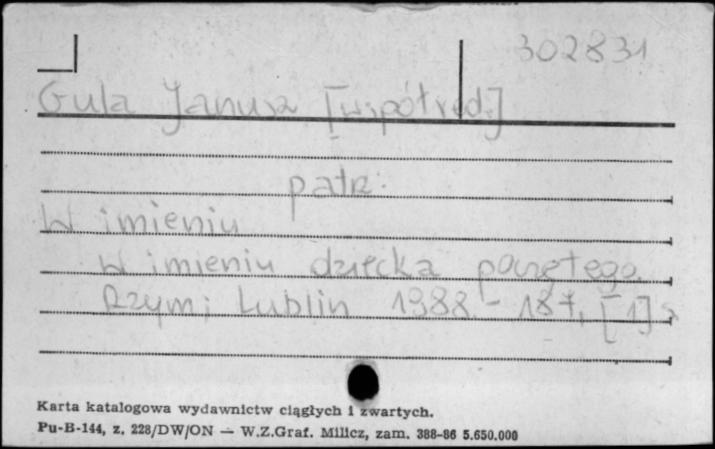 302831
Gula Janusz [współred.]
patrz:
W imieniu
W imieniu dziecka poczętego.
Rzym; Lublin 1988 - 187, [1] s
Karta katalogowa wydawnictw ciągłych i zwartych.
Pu-B-144, z. 228/DW/ON — W.Z.Graf. Milicz, zam. 388-86 5.650.000